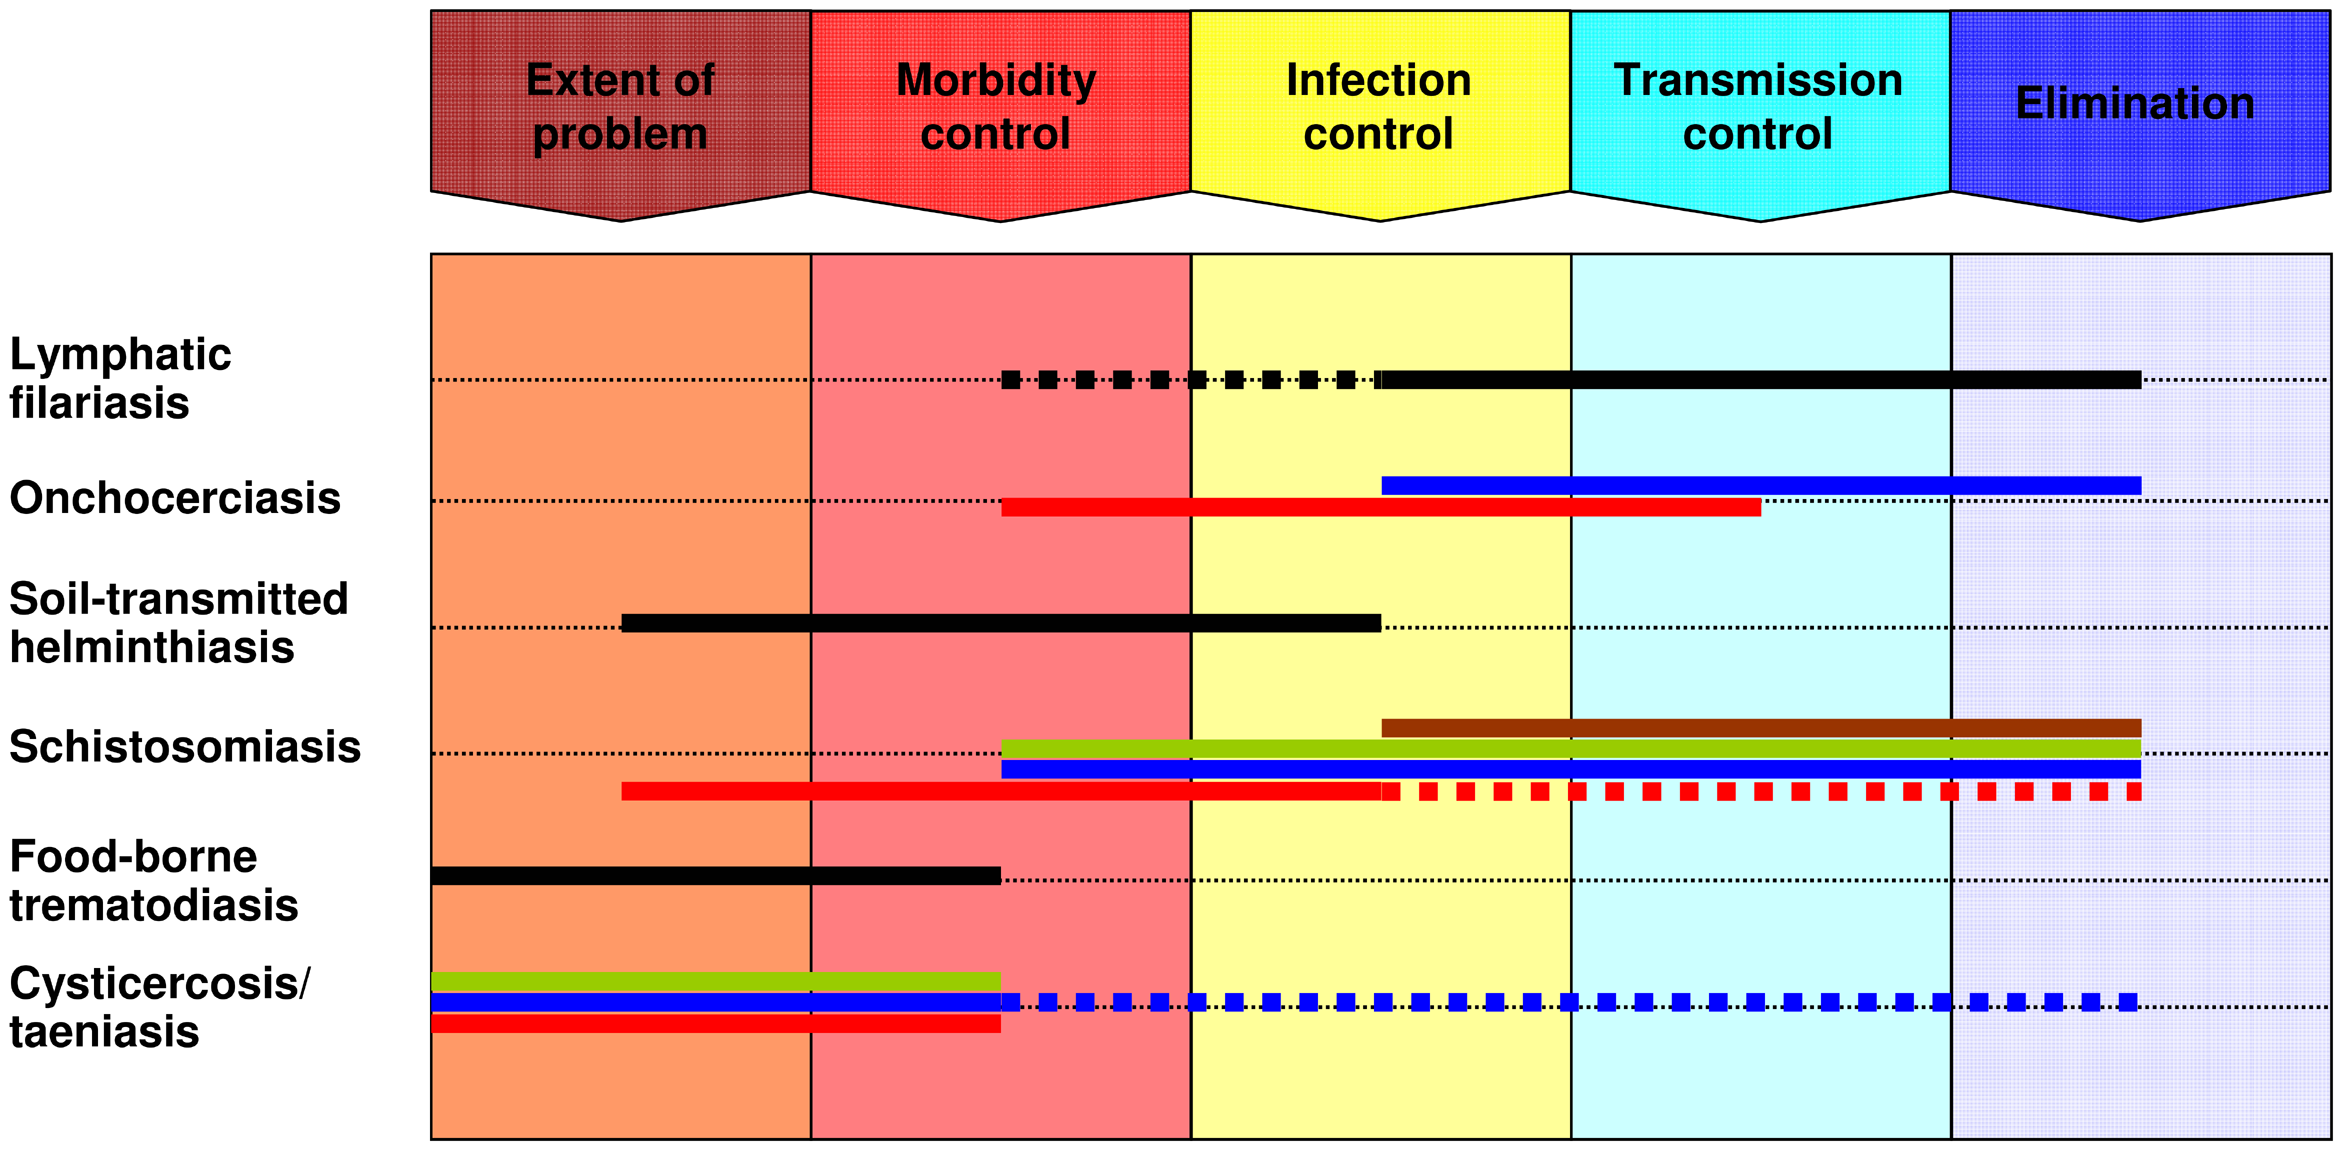 Extent of
problem
Morbidity
control
Infection
control
Transmission
control
Elimination
Lymphatic
filariasis
Onchocerciasis
Soil-transmitted
helminthiasis
Schistosomiasis
Food-borne
trematodiasis
Cysticercosis/
taeniasis